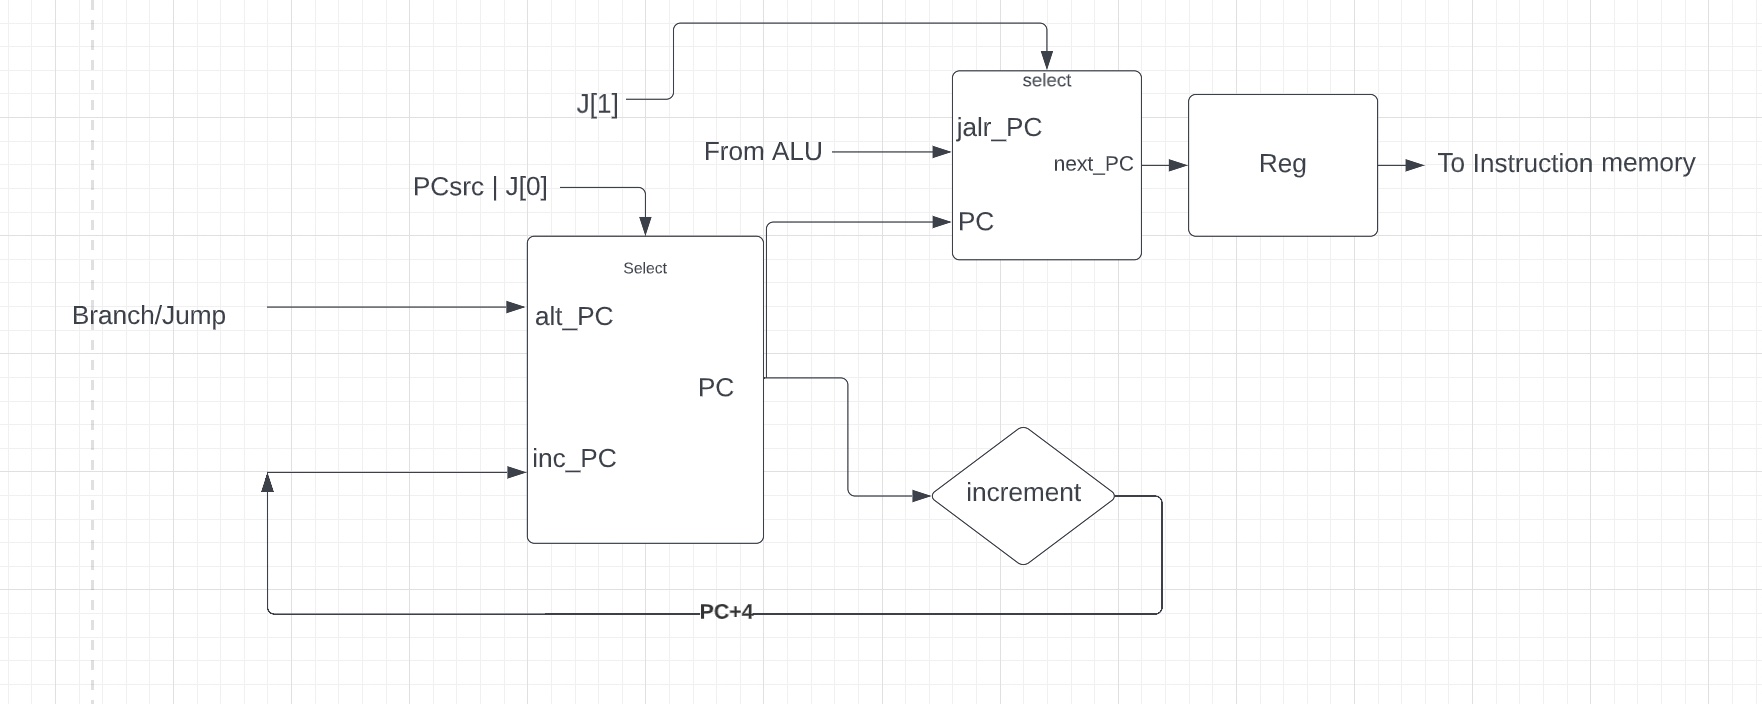 J[1]
select
jalr_PC
From ALU
next_PC
Reg
To Instruction memory
PCsrc | J[0]
PC
Select
Branch/Jump
alt_PC
PC
inc_PC
increment
PC+4